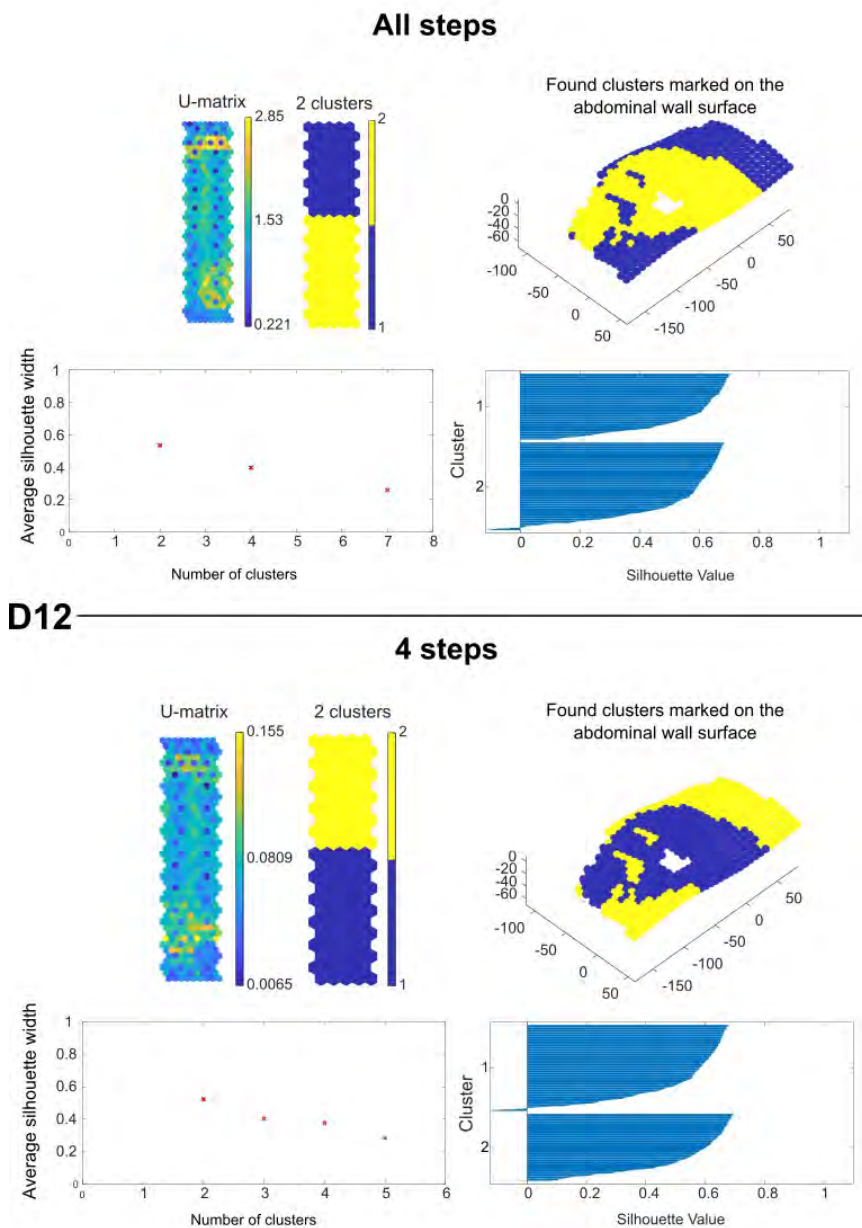 All steps
U-matrix
2.85
1.53
0.221
2 clusters
2
1
Found clusters marked on the
abdominal wall surface
0
-20
-40
-60
-100
-50
0
50
-150
-100
-50
0
50
Average silhouette width
1
0.8
0.6
0.4
0.2
0
0 1 2 3 4 5 6 7 8
Number of clusters
Cluster
1
2
0 0.2 0.4 0.6 0.8 1
Silhouette Value
D12
4 steps
U-matrix
0.155
0.0809
0.0065
2 clusters
2
1
Found clusters marked on the
abdominal wall surface
0
-20
-40
-60
-100
-50
0
50
-150
-100
-50
0
50
Average silhouette width
1
0.8
0.6
0.4
0.2
0
0 1 2 3 4 5 6
Number of clusters
Cluster
1
2
0 0.2 0.4 0.6 0.8 1
Silhouette Value